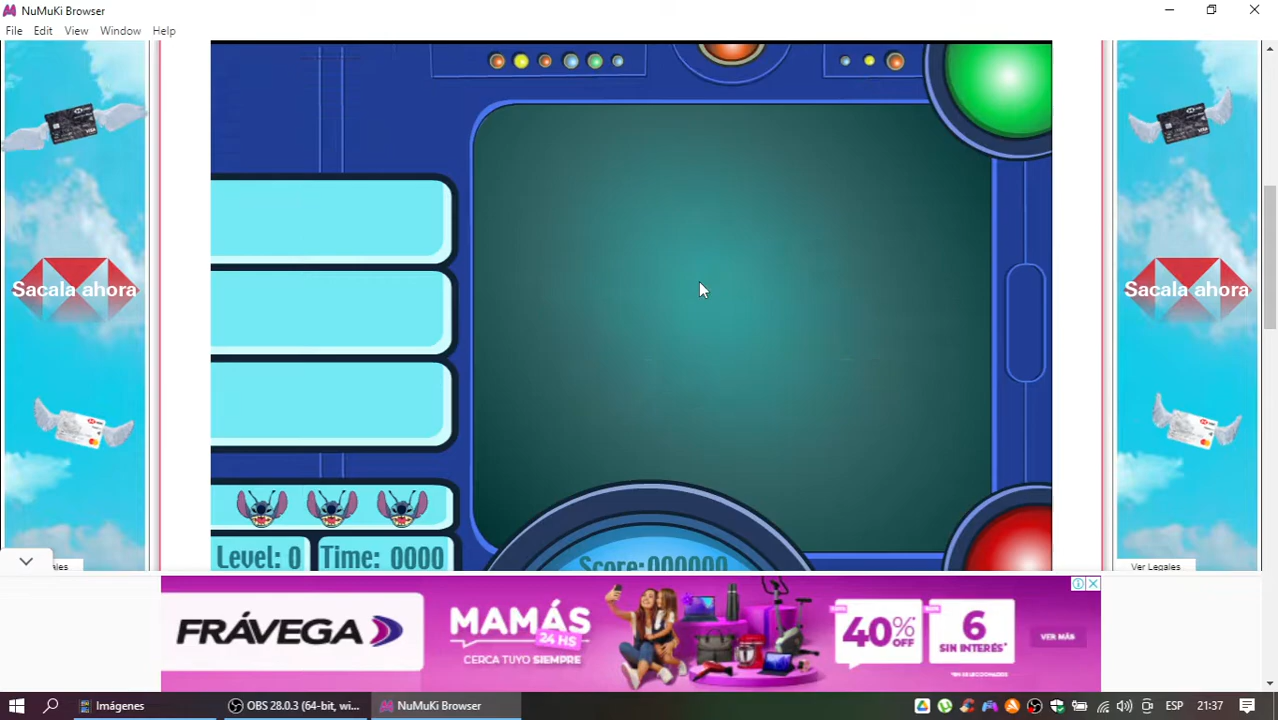 NuMuKi Browser
File Edit View Window Help
Sacala ahora
Sacala ahora
Level: 0 Time: 0000
Score:000000
Ver Legales
FRÁVEGA
MAMÁS
24 HS
CERCA TUYO SIEMPRE
40% OFF
6 SIN INTERÉS*
VER MÁS
Imágenes
OBS 28.0.3 (64-bit, wi...
NuMuKi Browser
ESP 21:37